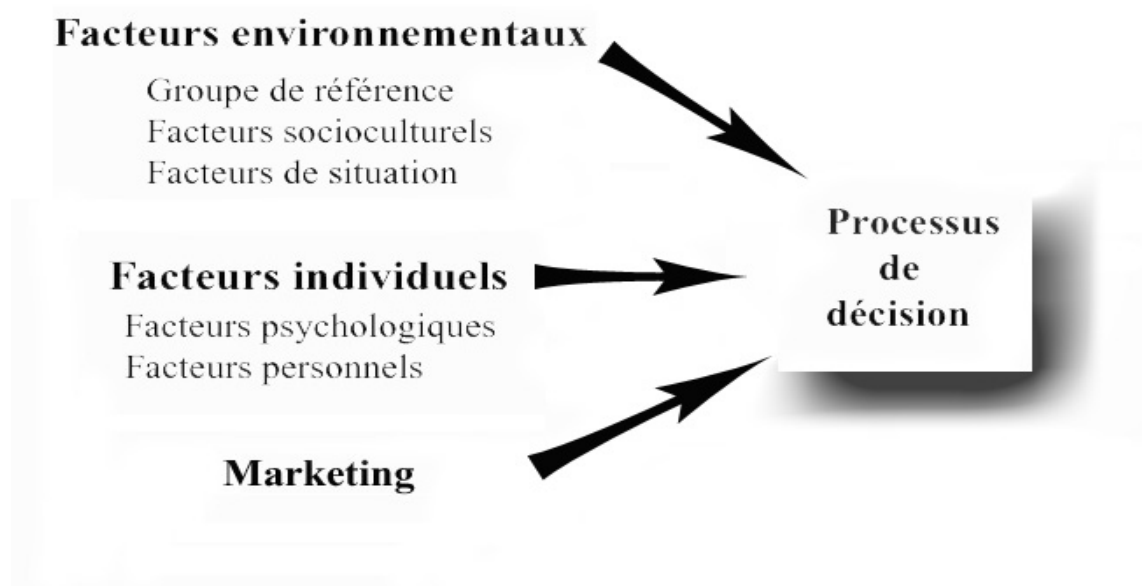 Facteurs environnementaux
Groupe de référence
Facteurs socioculturels
Facteurs de situation
Facteurs individuels
Facteurs psychologiques
Facteurs personnels
Marketing
Processus
de
décision